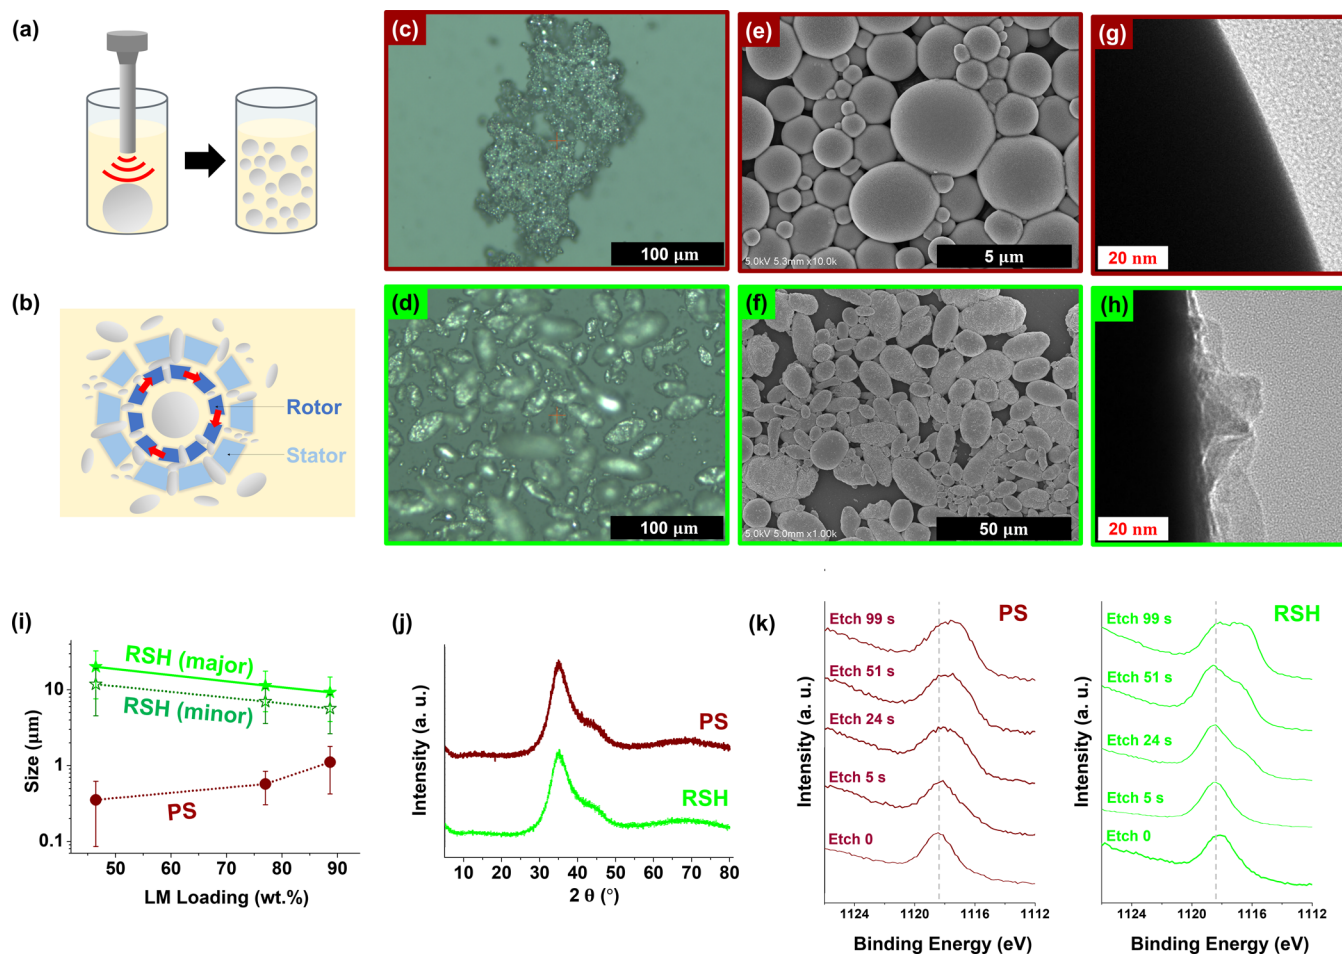 (a)
(b)
Rotor
Stator
(c)
100 μm
(d)
100 μm
(e)
5.0kV 5.3mm x10.0k
5 μm
(f)
5.0kV 5.0mm x1.00k
50 μm
(g)
20 nm
(h)
20 nm
(i)
Size (μm)
10
1
0.1
RSH (major)
RSH (minor)
PS
50 60 70 80 90
LM Loading (wt.%)
(j)
Intensity (a. u.)
PS
RSH
10 20 30 40 50 60 70 80
2 θ (°)
(k)
Intensity (a. u.)
PS
Etch 99 s
Etch 51 s
Etch 24 s
Etch 5 s
Etch 0
1124 1120 1116 1112
Binding Energy (eV)
Intensity (a. u.)
RSH
Etch 99 s
Etch 51 s
Etch 24 s
Etch 5 s
Etch 0
1124 1120 1116 1112
Binding Energy (eV)